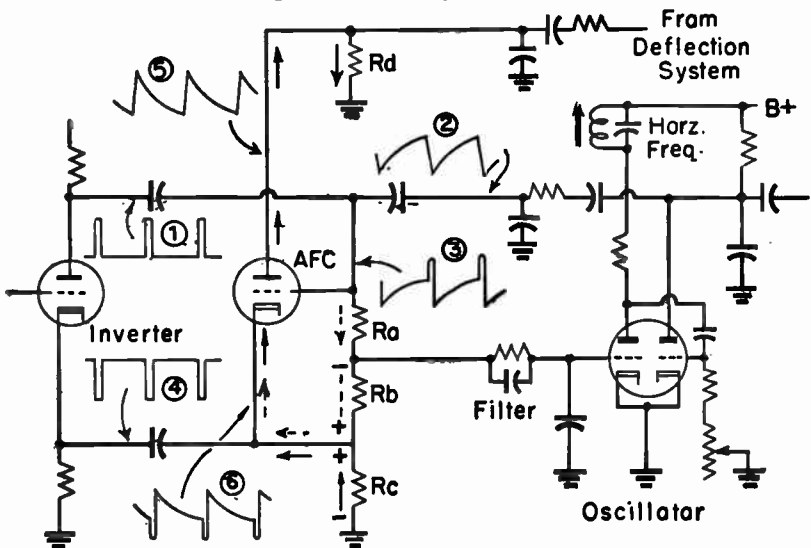 From
Deflection
System
Rd
⑤
②
B+
Horz.
Freq.
①
AFC
③
Ra
Inverter
④
Rb
Filter
⑥
Rc
Oscillator